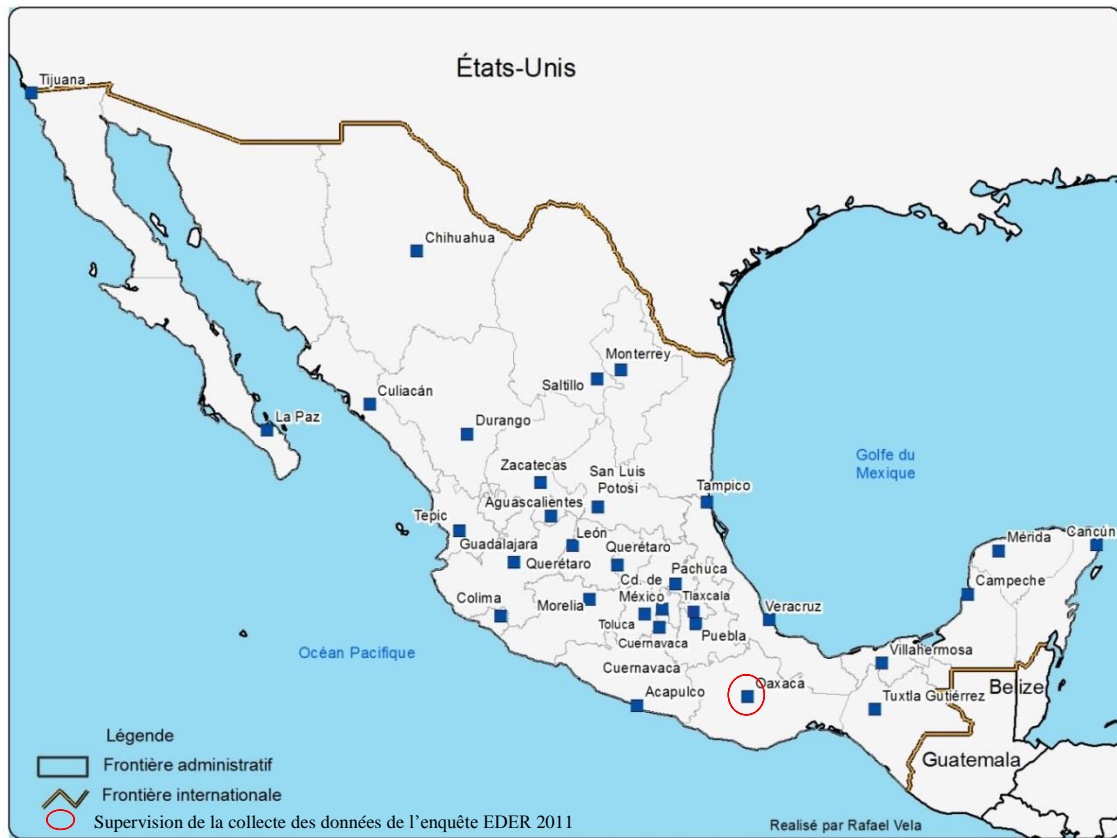 États-Unis
Tijuana
Chihuahua
Monterrey
Saltillo
Culiacán
La Paz
Durango
Zacatecas
San Luis
Potosi
Tampico
Golfe du
Mexique
Aguascalientes
Tepic
León
Guadalajara
Querétaro
Querétaro
Mérida
Cancún
Pachuca
Cd. de
México
Campeche
Colima
Morelia
Tlaxcala
Veracruz
Toluca
Puebla
Cuernavaca
Océan Pacifique
Villahermosa
Cuernavaca
Oaxaca
Belize
Acapulco
Tuxtla Gutiérrez
Guatemala
Légende
Frontière administratif
Frontière internationale
Supervision de la collecte des données de l'enquête EDER 2011
Realisé par Rafael Vela